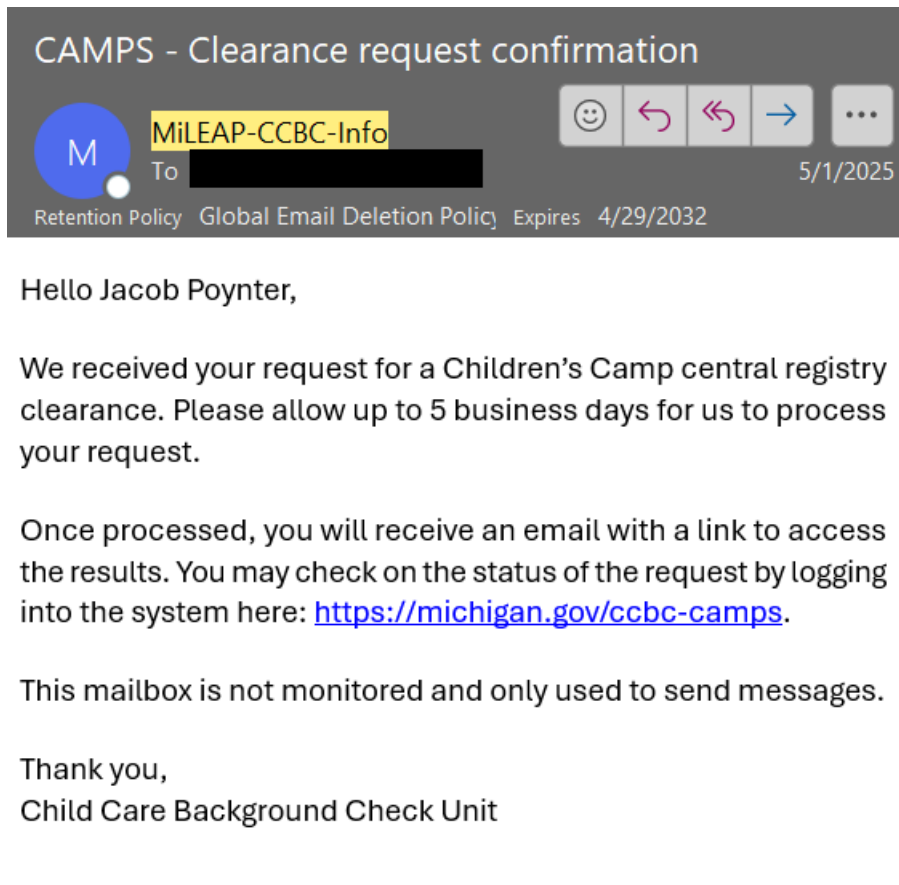 CAMPS - Clearance request confirmation
M
MiLEAP-CCBC-Info
To
5/1/2025
Retention Policy Global Email Deletion Policy Expires 4/29/2032
Hello Jacob Poynter,
We received your request for a Children’s Camp central registry
clearance. Please allow up to 5 business days for us to process
your request.
Once processed, you will receive an email with a link to access
the results. You may check on the status of the request by logging
into the system here: https://michigan.gov/ccbc-camps.
This mailbox is not monitored and only used to send messages.
Thank you,
Child Care Background Check Unit